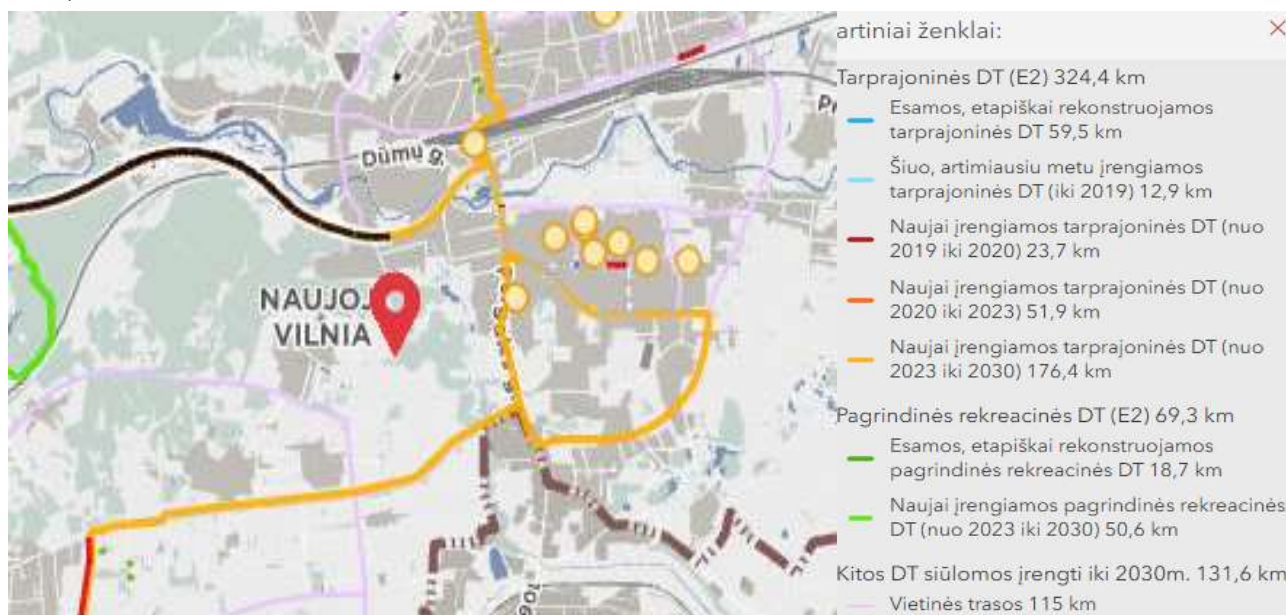 artiniai ženklai:
Tarprajoninės DT (E2) 324,4 km
Esamos, etapiškai rekonstruojamos
tarprajoninės DT 59,5 km
Šiuo, artimiausiu metu įrengiamos
tarprajoninės DT (iki 2019) 12,9 km
Naujai įrengiamos tarprajoninės DT (nuo
2019 iki 2020) 23,7 km
Naujai įrengiamos tarprajoninės DT (nuo
2020 iki 2023) 51,9 km
Naujai įrengiamos tarprajoninės DT (nuo
2023 iki 2030) 176,4 km
Pagrindinės rekreacinės DT (E2) 69,3 km
Esamos, etapiškai rekonstruojamos
pagrindinės rekreacinės DT 18,7 km
Naujai įrengiamos pagrindinės rekreacinės
DT (nuo 2023 iki 2030) 50,6 km
Kitos DT siūlomos įrengti iki 2030m. 131,6 km
Vietinės trasos 115 km
Dūmų g.
NAUJOJ
VILNIA